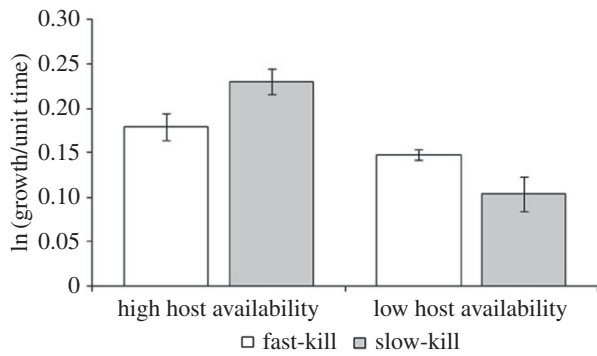 ln (growth/unit time)
0.30
0.25
0.20
0.15
0.10
0.05
0
high host availability low host availability
fast-kill slow-kill